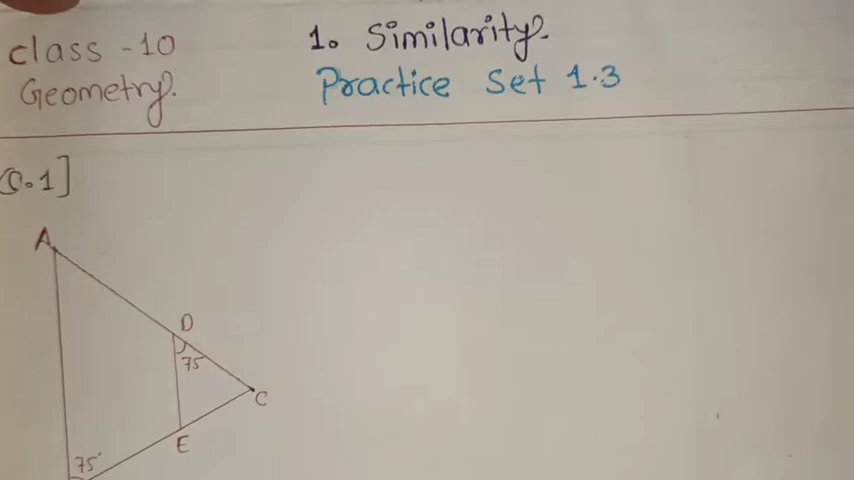 class - 10
Geometry.
1. Similarity.
Practice Set 1.3
Q.1]
A
D
75
C
E
75°